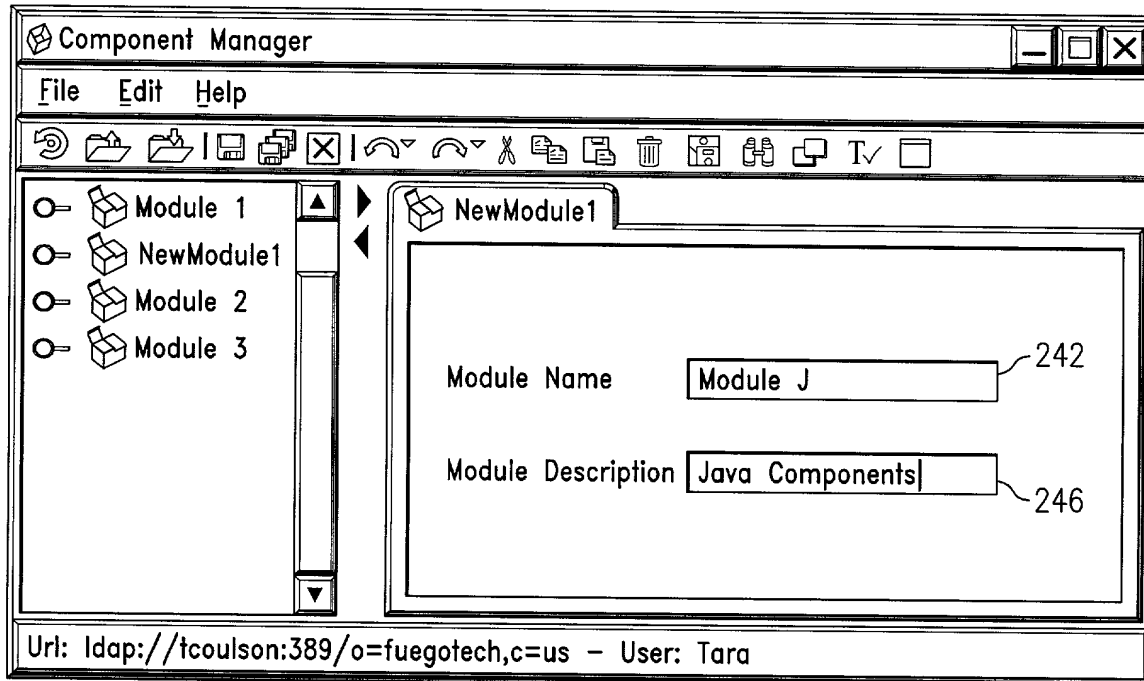 Component Manager
File Edit Help
T
Module 1
NewModule1
Module 2
Module 3
NewModule1
Module Name Module J 242
Module Description Java Components 246
Url: ldap://tcoulson:389/o=fuegotech,c=us – User: Tara